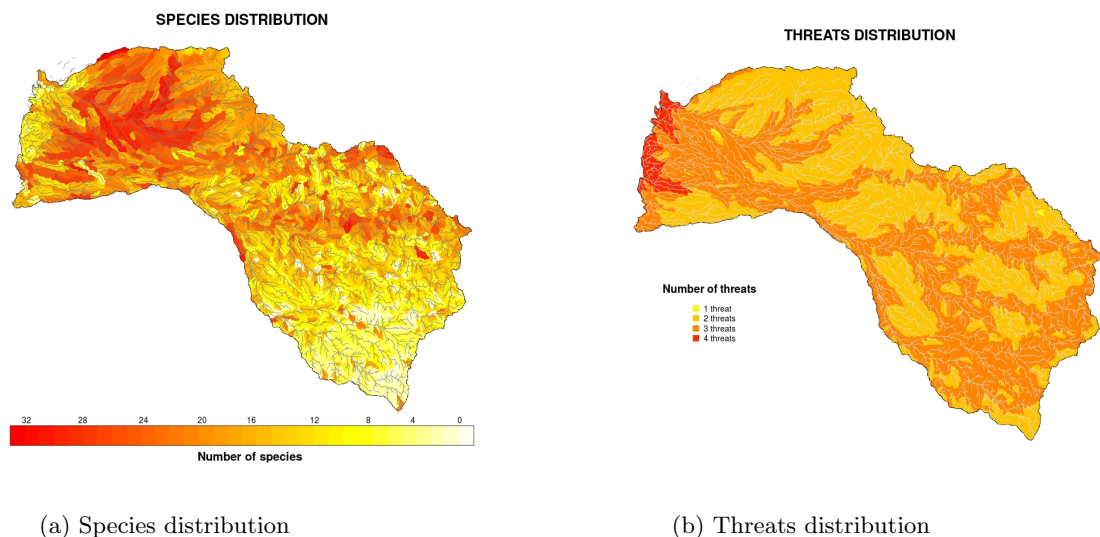 SPECIES DISTRIBUTION
32 28 24 20 16 12 8 4 0
Number of species
(a) Species distribution
THREATS DISTRIBUTION
Number of threats
1 threat
2 threats
3 threats
4 threats
(b) Threats distribution